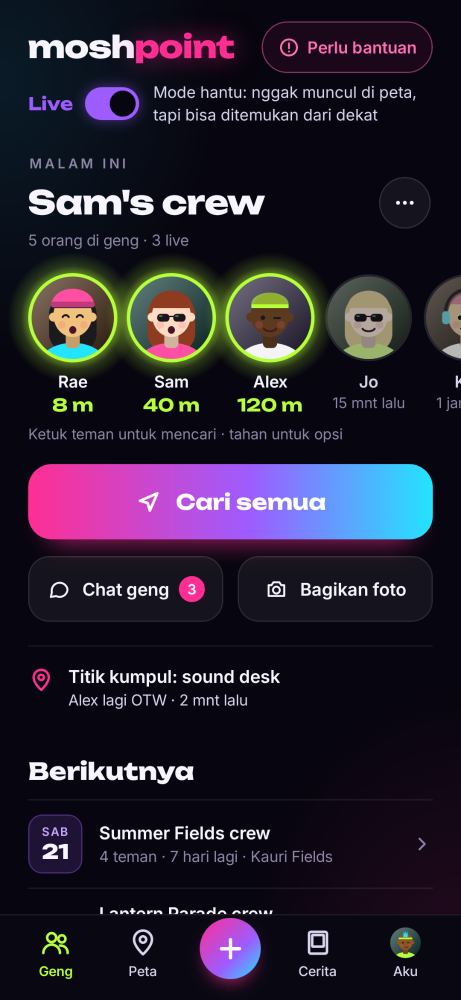 moshpoint
Perlu bantuan
Live
Mode hantu: nggak muncul di peta,
tapi bisa ditemukan dari dekat
MALAM INI
Sam's crew
5 orang di geng · 3 live
Rae
Sam
Alex
Jo
8 m
40 m
120 m
15 mnt lalu
Ketuk teman untuk mencari · tahan untuk opsi
Cari semua
Chat geng 3
Bagikan foto
Titik kumpul: sound desk
Alex lagi OTW · 2 mnt lalu
Berikutnya
SAB
21
Summer Fields crew
4 teman · 7 hari lagi · Kauri Fields
Lantern Parade crew
Geng
Peta
Cerita
Aku